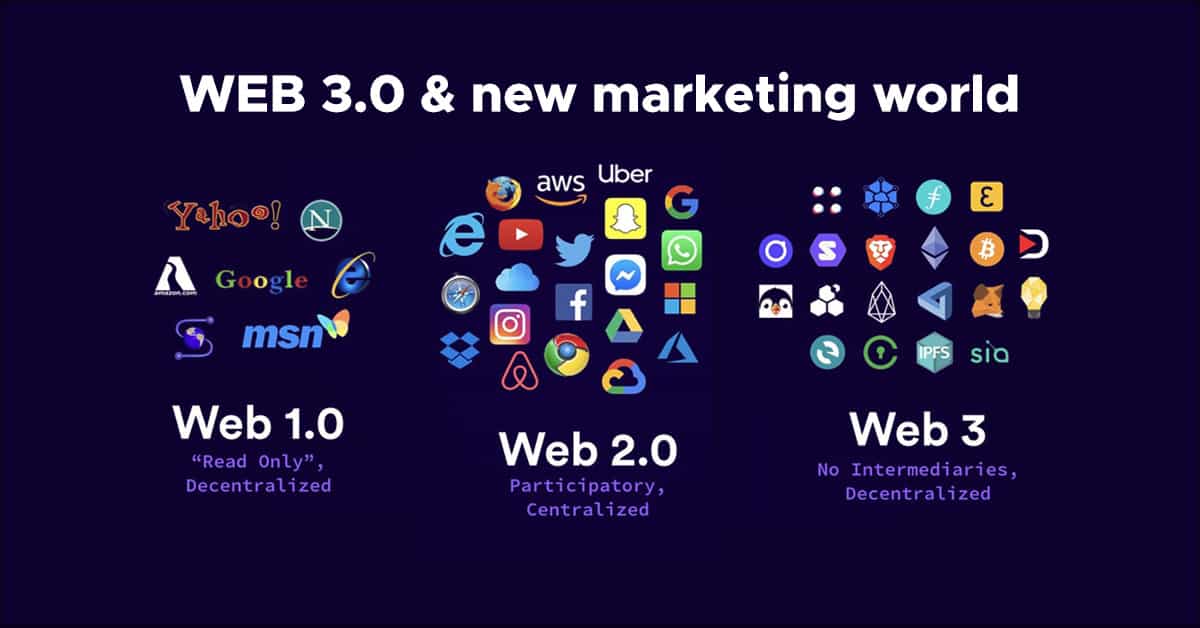 WEB 3.0 & new marketing world
YAHOO!
N
amazon.com
Google
e
msn
aws
Uber
G
e
f
IPFS
sia
Web 1.0
“Read Only”,
Decentralized
Web 2.0
Participatory,
Centralized
Web 3
No Intermediaries,
Decentralized